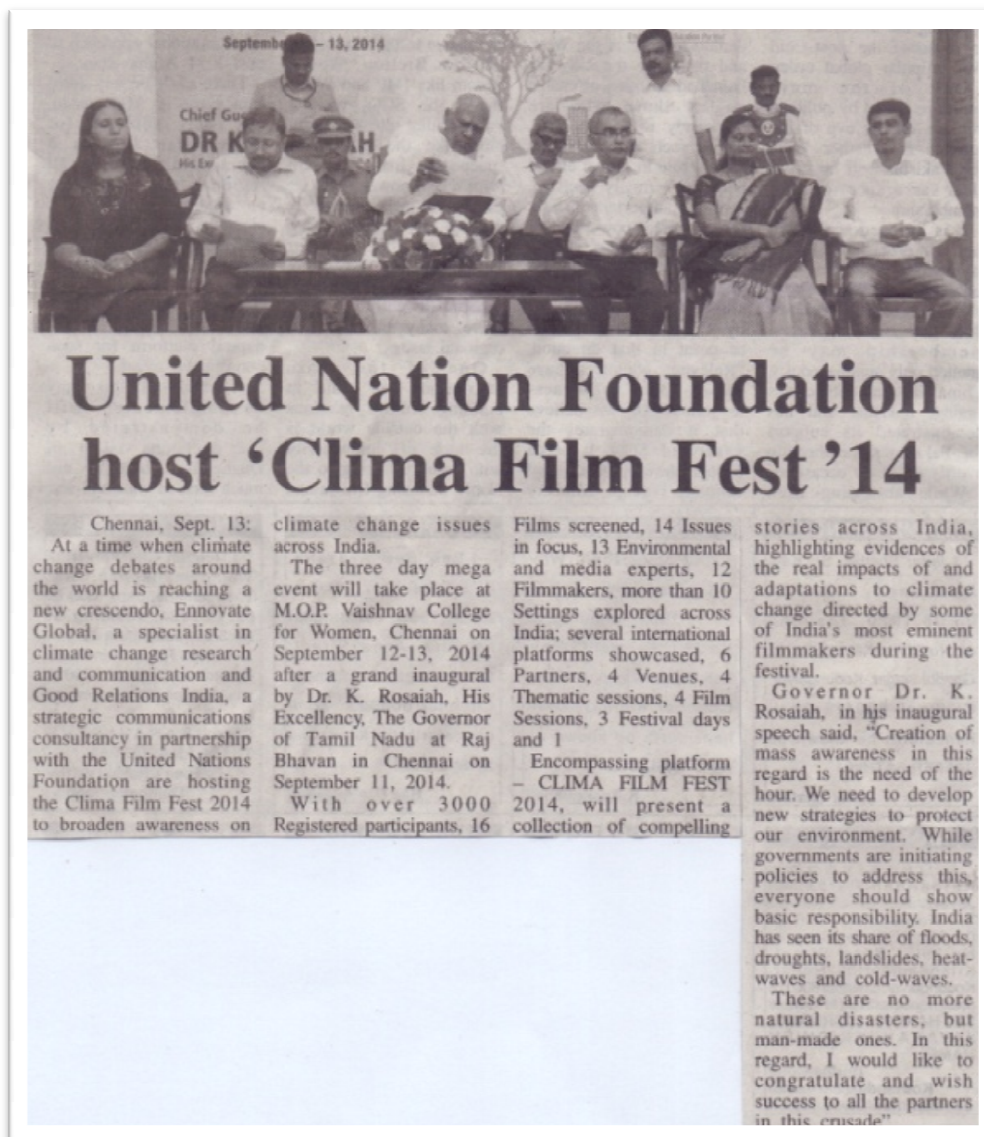 September – 13, 2014
Chief Gu
DR K AH
His Ex
United Nation Foundation
host ‘Clima Film Fest ’14
Chennai, Sept. 13:
At a time when climate
change debates around
the world is reaching a
new crescendo, Ennovate
Global, a specialist in
climate change research
and communication and
Good Relations India, a
strategic communications
consultancy in partnership
with the United Nations
Foundation are hosting
the Clima Film Fest 2014
to broaden awareness on
climate change issues
across India.
The three day mega
event will take place at
M.O.P. Vaishnav College
for Women, Chennai on
September 12-13, 2014
after a grand inaugural
by Dr. K. Rosaiah, His
Excellency, The Governor
of Tamil Nadu at Raj
Bhavan in Chennai on
September 11, 2014.
With over 3000
Registered participants, 16
Films screened, 14 Issues
in focus, 13 Environmental
and media experts, 12
Filmmakers, more than 10
Settings explored across
India; several international
platforms showcased, 6
Partners, 4 Venues, 4
Thematic sessions, 4 Film
Sessions, 3 Festival days
and 1
Encompassing platform
– CLIMA FILM FEST
2014, will present a
collection of compelling
stories across India,
highlighting evidences of
the real impacts of and
adaptations to climate
change directed by some
of India's most eminent
filmmakers during the
festival.
Governor Dr. K.
Rosaiah, in his inaugural
speech said, “Creation of
mass awareness in this
regard is the need of the
hour. We need to develop
new strategies to protect
our environment. While
governments are initiating
policies to address this,
everyone should show
basic responsibility. India
has seen its share of floods,
droughts, landslides, heat-
waves and cold-waves.
These are no more
natural disasters, but
man-made ones. In this
regard, I would like to
congratulate and wish
success to all the partners
in this crusade”